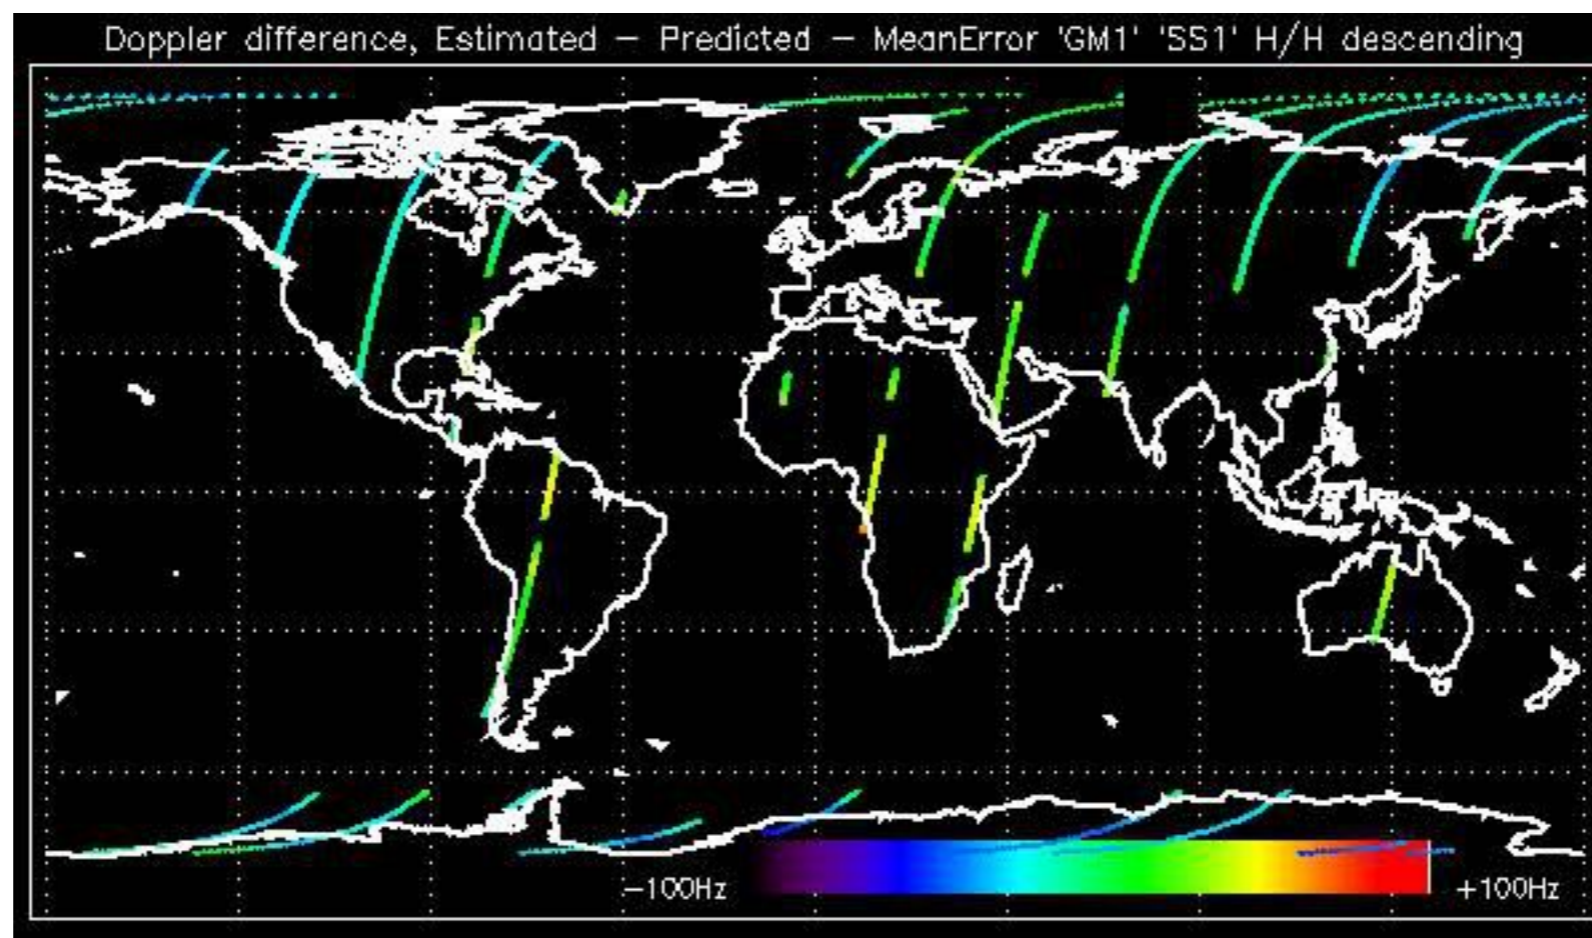 Doppler difference, Estimated – Predicted – MeanError 'GM1' 'SS1' H/H descending
−100Hz +100Hz